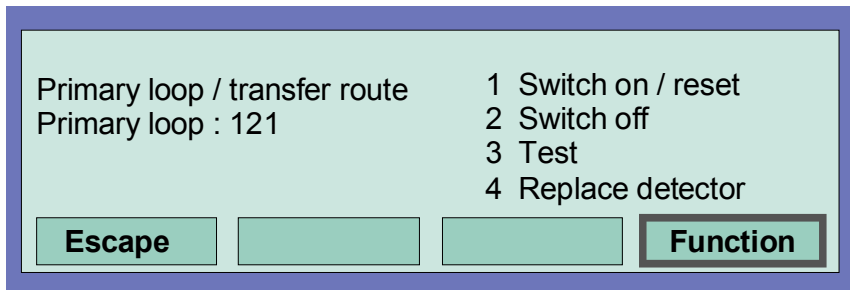 Primary loop / transfer route
Primary loop : 121
1 Switch on / reset
2 Switch off
3 Test
4 Replace detector
Escape
Function